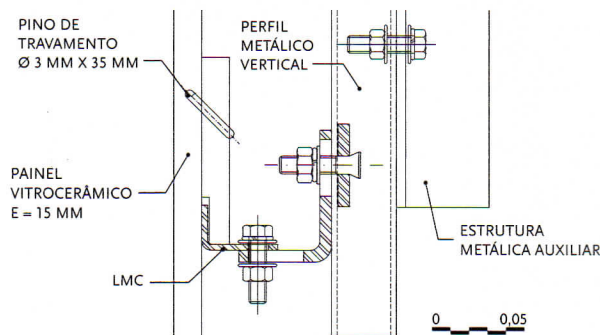 PINO DE
TRAVAMENTO
Ø 3 MM X 35 MM
PERFIL
METÁLICO
VERTICAL
PAINEL
VITROCERÂMICO
E = 15 MM
LMC
ESTRUTURA
METÁLICA AUXILIAR
0 0,05